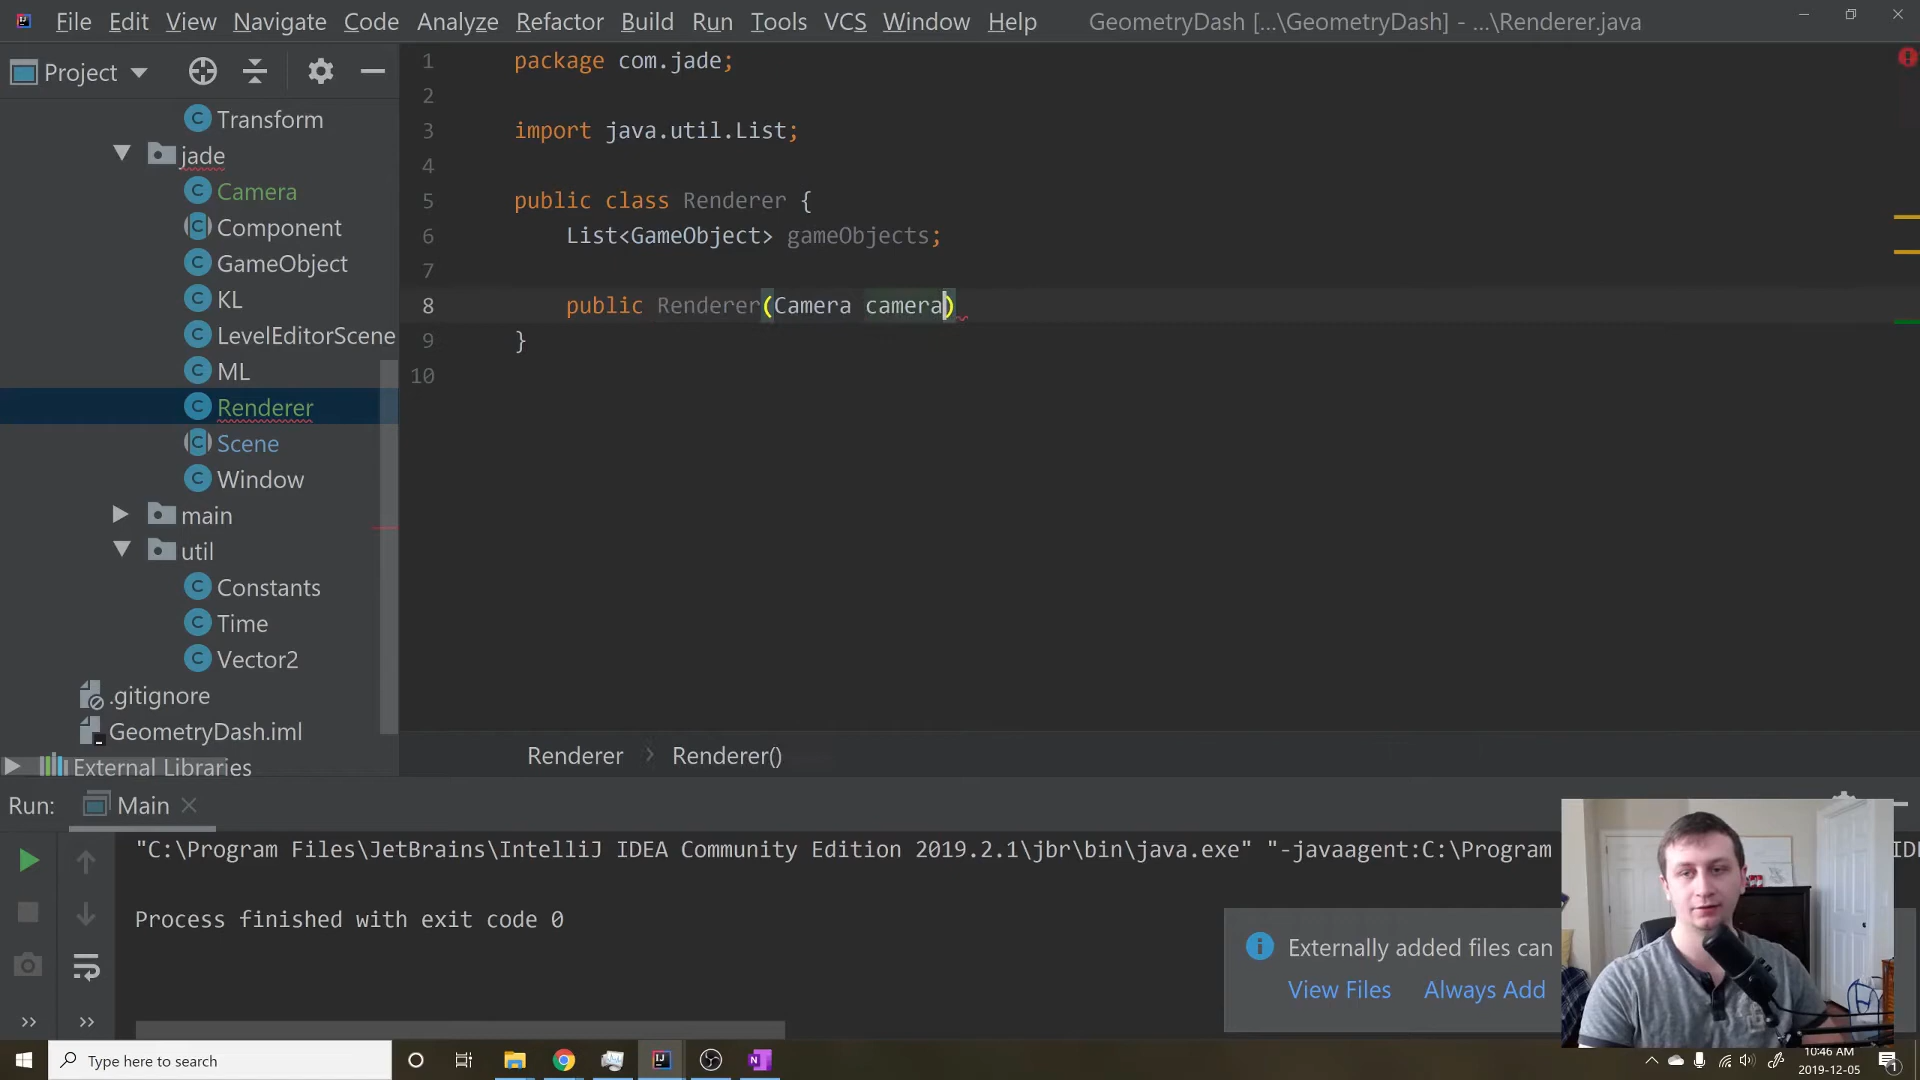 File Edit View Navigate Code Analyze Refactor Build Run Tools VCS Window Help GeometryDash [...\GeometryDash] - ...\Renderer.java
Project
Transform
jade
Camera
Component
GameObject
KL
LevelEditorScene
ML
Renderer
Scene
Window
main
util
Constants
Time
Vector2
.gitignore
GeometryDash.iml
External Libraries
1 package com.jade;
2
3 import java.util.List;
4
5 public class Renderer {
6 List<GameObject> gameObjects;
7
8 public Renderer(Camera camera)
9 }
10
Renderer > Renderer()
Run: Main
"C:\Program Files\JetBrains\IntelliJ IDEA Community Edition 2019.2.1\jbr\bin\java.exe" "-javaagent:C:\Program
Process finished with exit code 0
Externally added files can
View Files Always Add
Type here to search
10:46 AM
2019-12-05